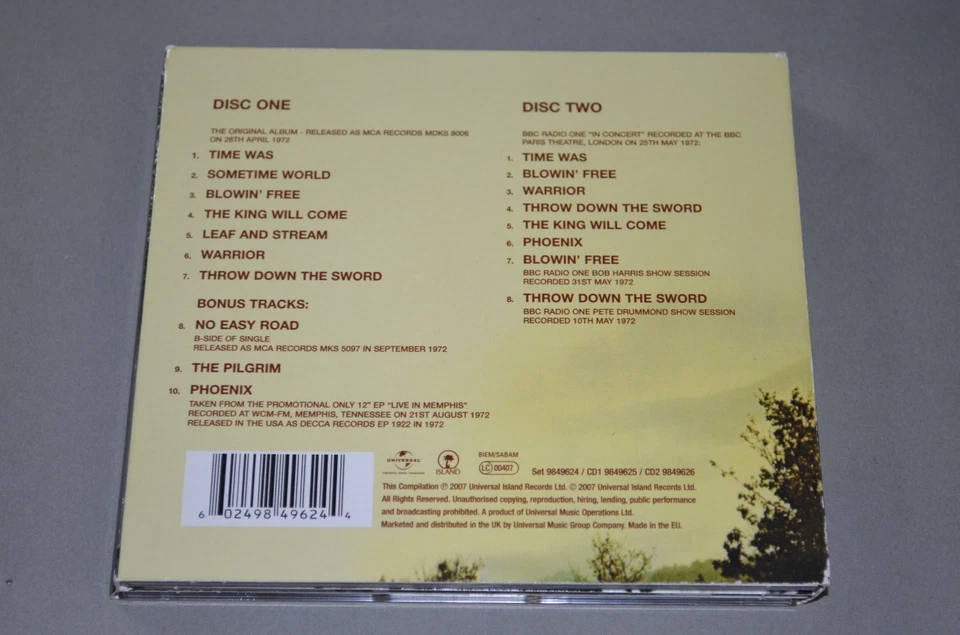 DISC ONE
THE ORIGINAL ALBUM - RELEASED AS MCA RECORDS MDKS 8006
ON 28TH APRIL 1972
1. TIME WAS
2. SOMETIME WORLD
3. BLOWIN' FREE
4. THE KING WILL COME
5. LEAF AND STREAM
6. WARRIOR
7. THROW DOWN THE SWORD
BONUS TRACKS:
8. NO EASY ROAD
B-SIDE OF SINGLE
RELEASED AS MCA RECORDS MKS 5097 IN SEPTEMBER 1972
9. THE PILGRIM
10. PHOENIX
TAKEN FROM THE PROMOTIONAL ONLY 12" EP "LIVE IN MEMPHIS"
RECORDED AT WCM-FM, MEMPHIS, TENNESSEE ON 21ST AUGUST 1972
RELEASED IN THE USA AS DECCA RECORDS EP 1922 IN 1972
DISC TWO
BBC RADIO ONE "IN CONCERT" RECORDED AT THE BBC
PARIS THEATRE, LONDON ON 25TH MAY 1972:
1. TIME WAS
2. BLOWIN' FREE
3. WARRIOR
4. THROW DOWN THE SWORD
5. THE KING WILL COME
6. PHOENIX
7. BLOWIN' FREE
BBC RADIO ONE BOB HARRIS SHOW SESSION
RECORDED 31ST MAY 1972
8. THROW DOWN THE SWORD
BBC RADIO ONE PETE DRUMMOND SHOW SESSION
RECORDED 10TH MAY 1972
6 02498 49624 4
UNIVERSAL
ISLAND
BIEM/SABAM
LC 00407
Set 9849624 / CD1 9849625 / CD2 9849626
This Compilation ℗ 2007 Universal Island Records Ltd. © 2007 Universal Island Records Ltd.
All Rights Reserved. Unauthorised copying, reproduction, hiring, lending, public performance
and broadcasting prohibited. A product of Universal Music Operations Ltd.
Marketed and distributed in the UK by Universal Music Group Company. Made in the EU.